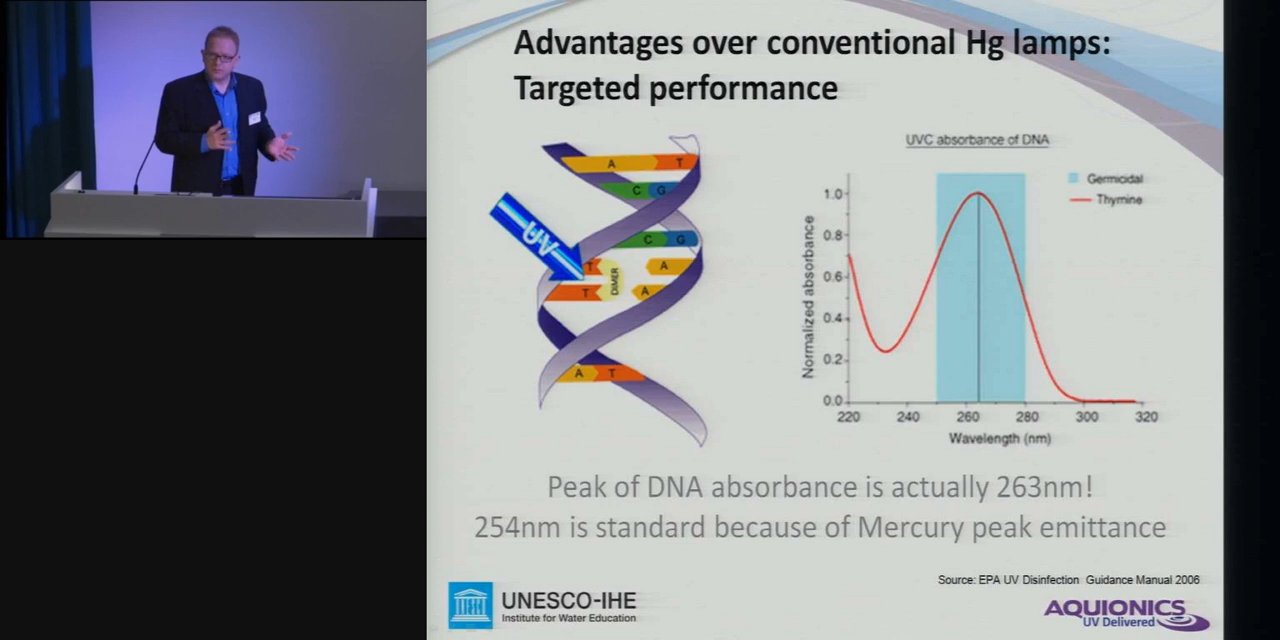 Advantages over conventional Hg lamps:
Targeted performance
A T
C G
C G
UV
T A
DIMER
T A
A T
UVC absorbance of DNA
Germicidal
Thymine
Normalized absorbance
1.0
0.8
0.6
0.4
0.2
0.0
220 240 260 280 300 320
Wavelength (nm)
Peak of DNA absorbance is actually 263nm!
254nm is standard because of Mercury peak emittance
Source: EPA UV Disinfection Guidance Manual 2006
UNESCO-IHE
Institute for Water Education
AQUIONICS
UV Delivered